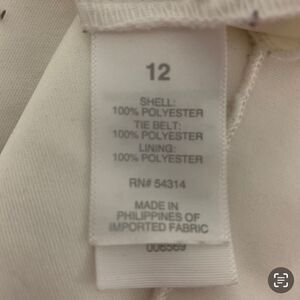 12
SHELL:
100% POLYESTER
TIE BELT:
100% POLYESTER
LINING:
100% POLYESTER
RN# 54314
MADE IN
PHILIPPINES OF
IMPORTED FABRIC
006569